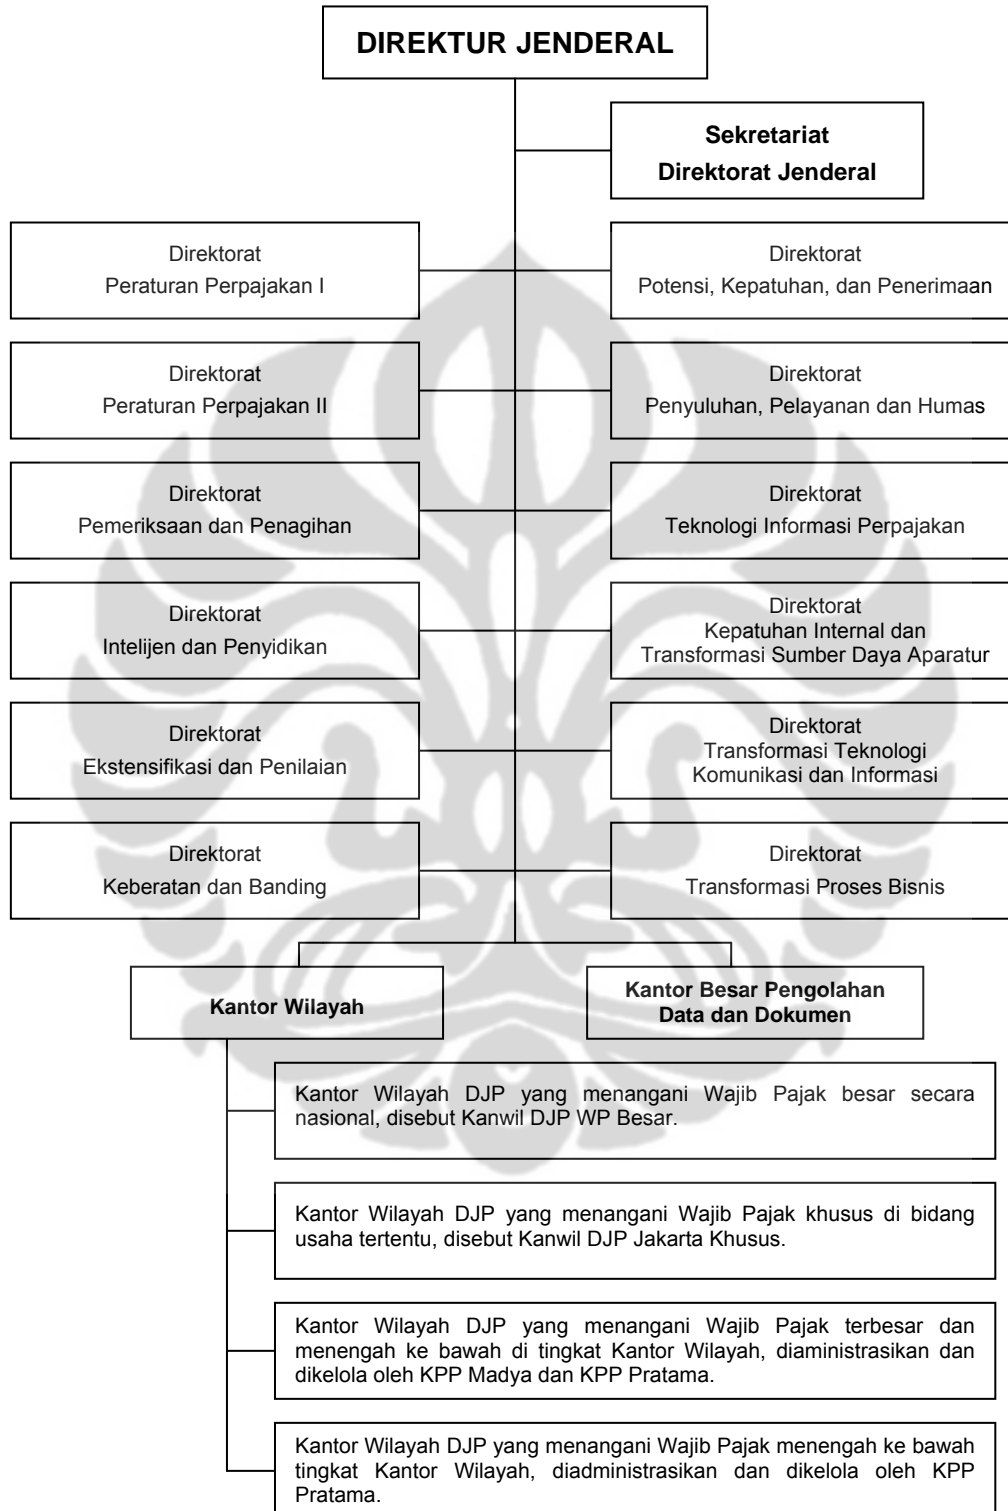 DIREKTUR JENDERAL
Sekretariat
Direktorat Jenderal
Direktorat
Peraturan Perpajakan I
Direktorat
Potensi, Kepatuhan, dan Penerimaan
Direktorat
Peraturan Perpajakan II
Direktorat
Penyuluhan, Pelayanan dan Humas
Direktorat
Pemeriksaan dan Penagihan
Direktorat
Teknologi Informasi Perpajakan
Direktorat
Intelijen dan Penyidikan
Direktorat
Kepatuhan Internal dan
Transformasi Sumber Daya Aparatur
Direktorat
Ekstensifikasi dan Penilaian
Direktorat
Transformasi Teknologi
Komunikasi dan Informasi
Direktorat
Keberatan dan Banding
Direktorat
Transformasi Proses Bisnis
Kantor Wilayah
Kantor Besar Pengolahan
Data dan Dokumen
Kantor Wilayah DJP yang menangani Wajib Pajak besar secara
nasional, disebut Kanwil DJP WP Besar.
Kantor Wilayah DJP yang menangani Wajib Pajak khusus di bidang
usaha tertentu, disebut Kanwil DJP Jakarta Khusus.
Kantor Wilayah DJP yang menangani Wajib Pajak terbesar dan
menengah ke bawah di tingkat Kantor Wilayah, diaministrasikan dan
dikelola oleh KPP Madya dan KPP Pratama.
Kantor Wilayah DJP yang menangani Wajib Pajak menengah ke bawah
tingkat Kantor Wilayah, diadministrasikan dan dikelola oleh KPP
Pratama.